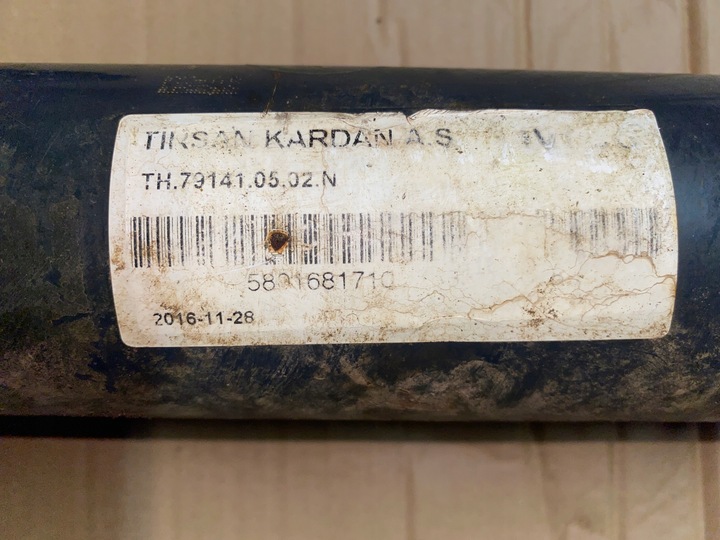 TIRSAN KARDAN A.S
TH.79141.05.02.N
5801681710
2016-11-28